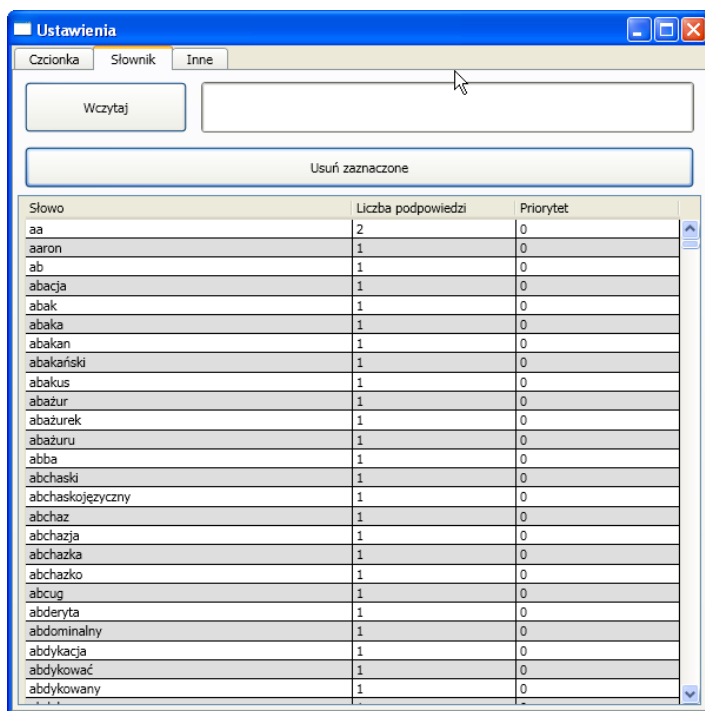 Ustawienia
Czcionka Słownik Inne
Wczytaj
Usuń zaznaczone
Słowo Liczba podpowiedzi Priorytet
aa 2 0
aaron 1 0
ab 1 0
abacja 1 0
abak 1 0
abaka 1 0
abakan 1 0
abakański 1 0
abakus 1 0
abażur 1 0
abażurek 1 0
abażuru 1 0
abba 1 0
abchaski 1 0
abchaskojęzyczny 1 0
abchaz 1 0
abchazja 1 0
abchazka 1 0
abchazko 1 0
abcug 1 0
abderyta 1 0
abdominalny 1 0
abdykacja 1 0
abdykować 1 0
abdykowany 1 0